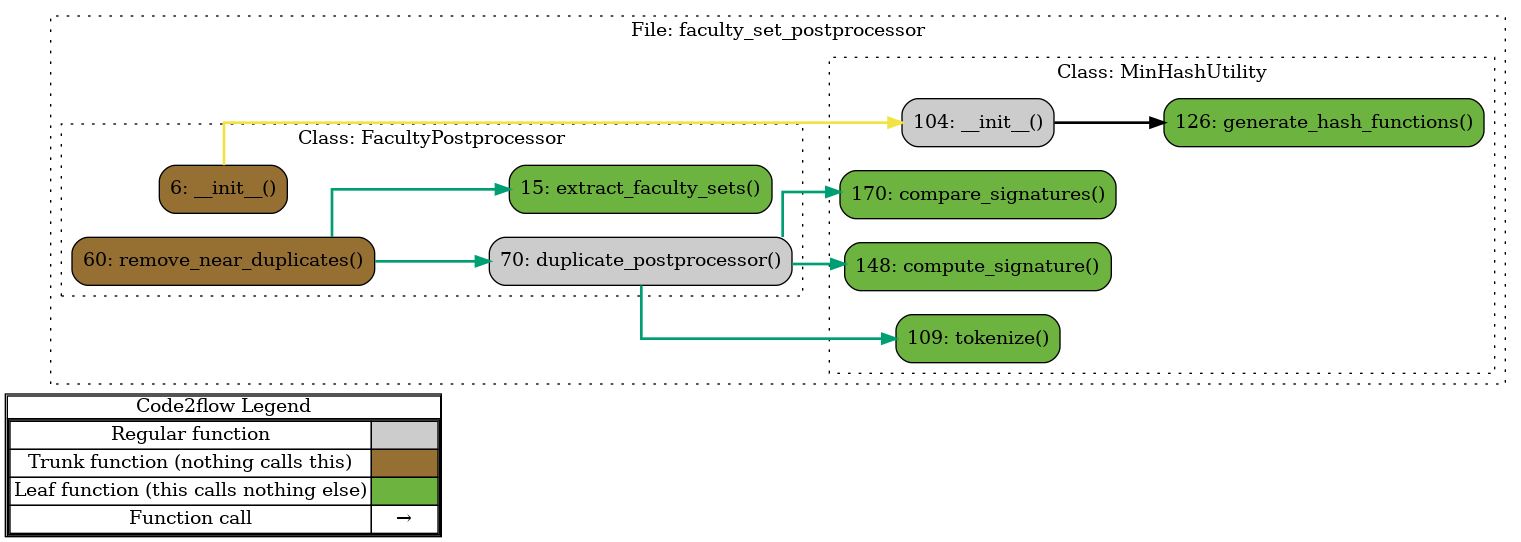 File: faculty_set_postprocessor
Class: MinHashUtility
104: __init__()
126: generate_hash_functions()
Class: FacultyPostprocessor
6: __init__()
15: extract_faculty_sets()
170: compare_signatures()
60: remove_near_duplicates()
70: duplicate_postprocessor()
148: compute_signature()
109: tokenize()
Code2flow Legend
Regular function
Trunk function (nothing calls this)
Leaf function (this calls nothing else)
Function call →